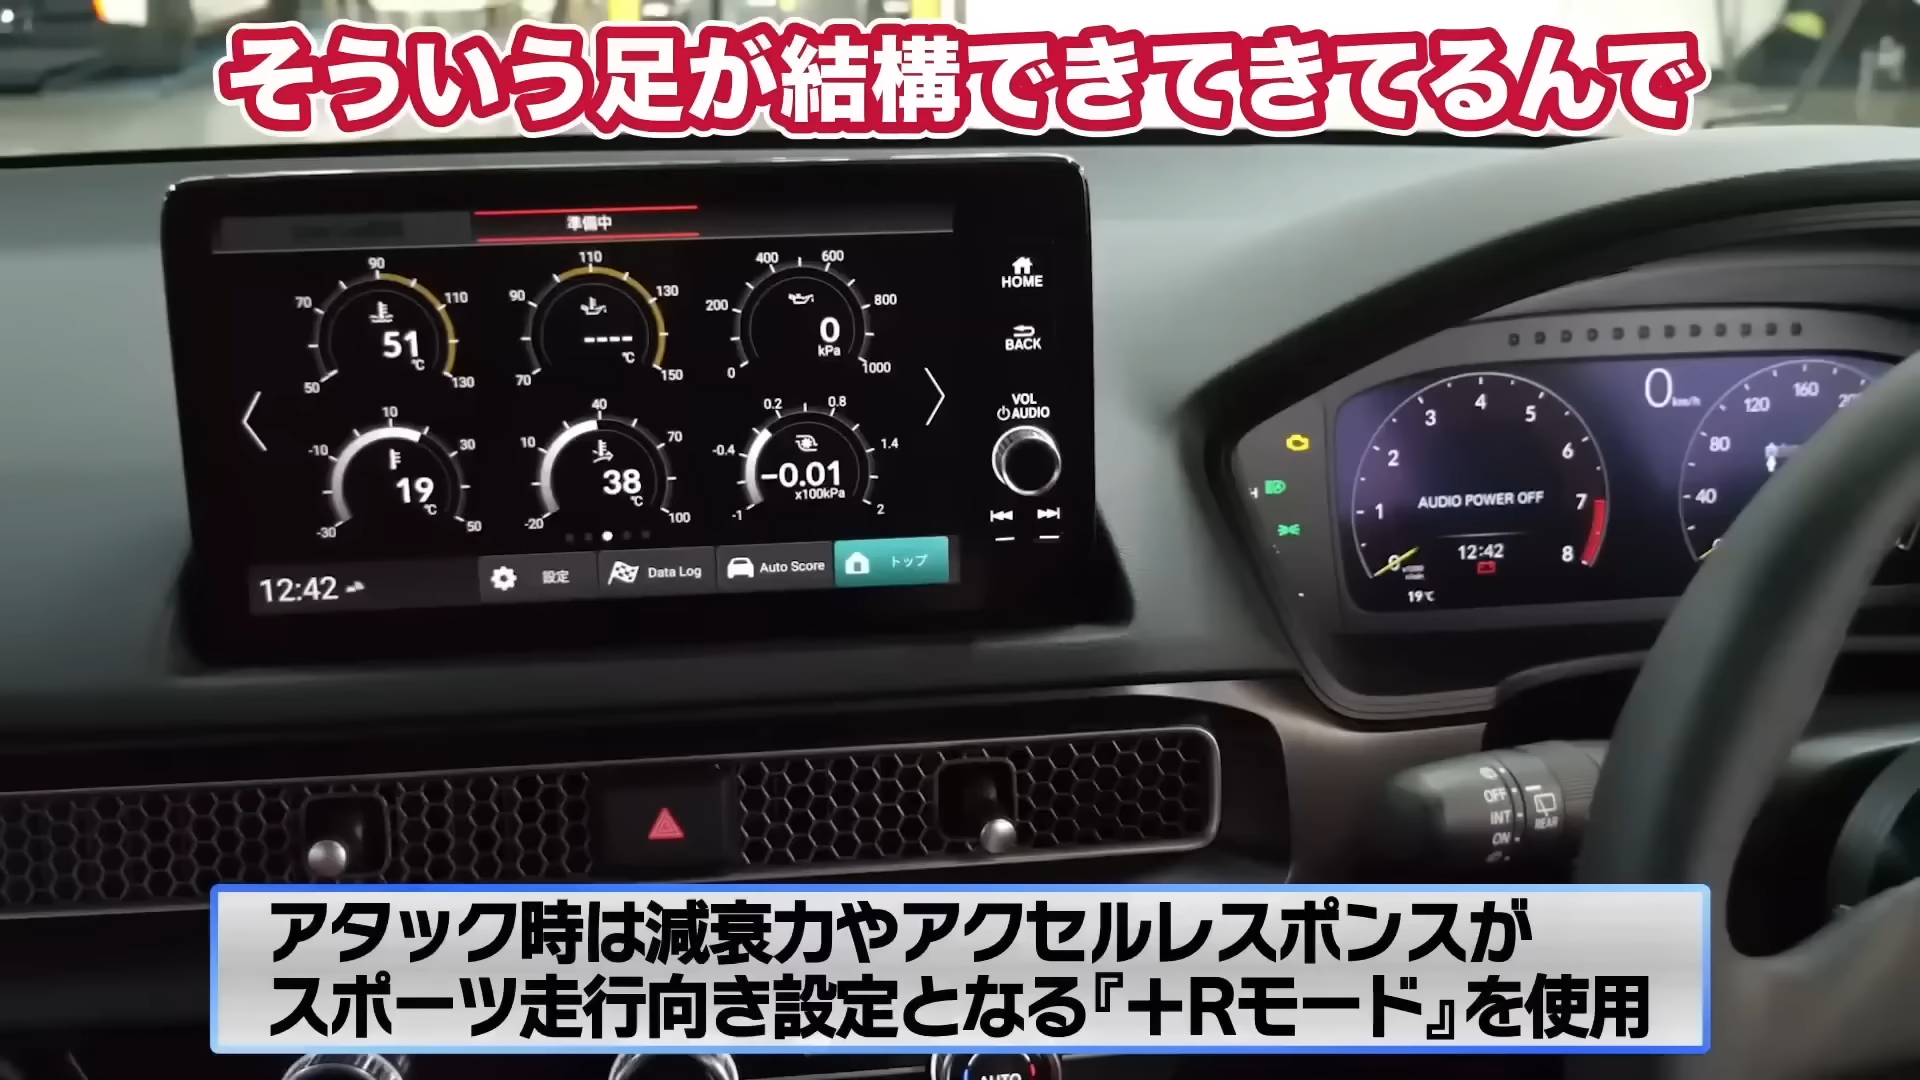 そういう足が結構できてきてるんで
準備中
90
70
110
51
℃
50
130
110
90
130
----
℃
70
150
400
600
200
800
0
kPa
0
1000
10
-10
30
19
℃
-30
50
40
10
70
38
℃
-20
100
0.2
0.8
-0.4
1.4
-0.01
x100kPa
-1
2
HOME
BACK
VOL
AUDIO
12:42
設定
Data Log
Auto Score
トップ
0 km/h
1
2
3
4
5
6
7
8
0
AUDIO POWER OFF
12:42
19℃
40
80
120
160
OFF
INT
ON
REAR
アタック時は減衰力やアクセルレスポンスが
スポーツ走行向き設定となる『＋Rモード』を使用
AUTO